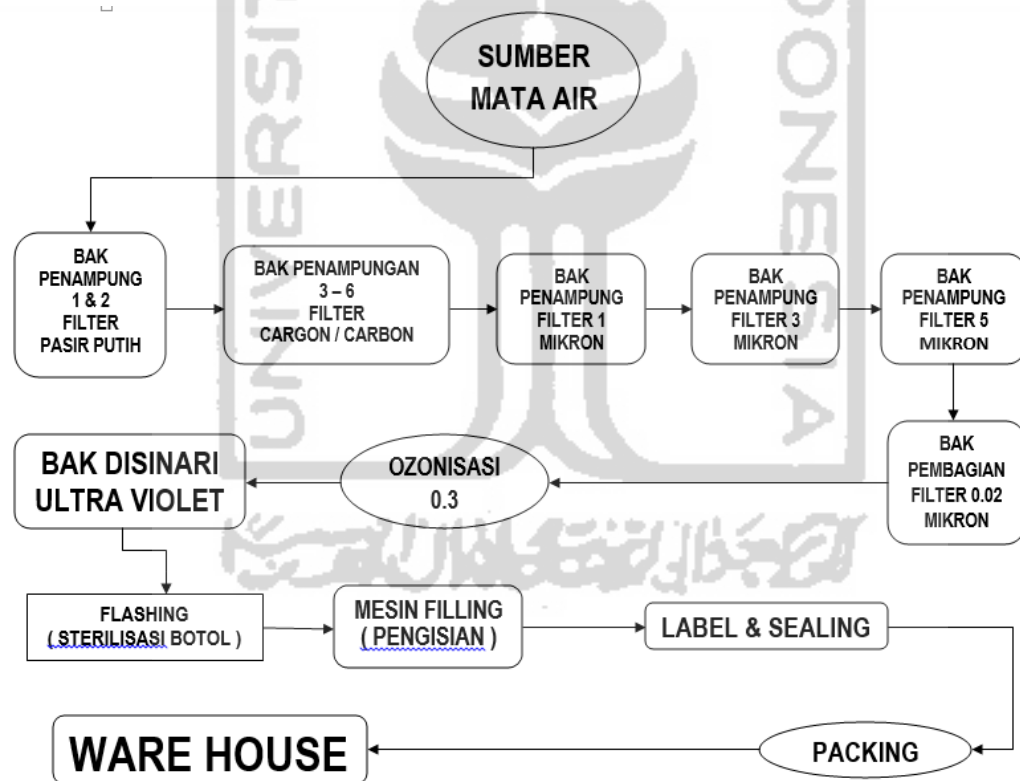 SUMBER
MATA AIR
BAK
PENAMPUNG
1 & 2
FILTER
PASIR PUTIH
BAK PENAMPUNGAN
3 – 6
FILTER
CARGON / CARBON
BAK
PENAMPUNG
FILTER 1
MIKRON
BAK
PENAMPUNG
FILTER 3
MIKRON
BAK
PENAMPUNG
FILTER 5
MIKRON
BAK
PEMBAGIAN
FILTER 0.02
MIKRON
OZONISASI
0.3
BAK DISINARI
ULTRA VIOLET
FLASHING
( STERILISASI BOTOL )
MESIN FILLING
( PENGISIAN )
LABEL & SEALING
PACKING
WARE HOUSE
UNIVERSIT
DONESIA